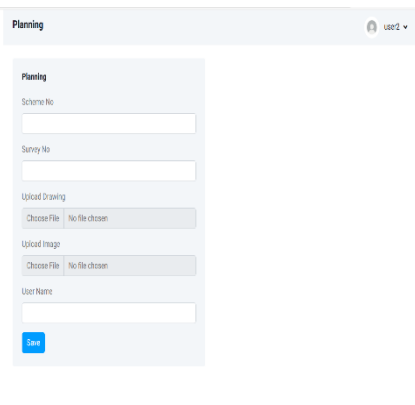 Planning
user2
Planning
Scheme No
Survey No
Upload Drawing
Choose File No file chosen
Upload Image
Choose File No file chosen
User Name
Save